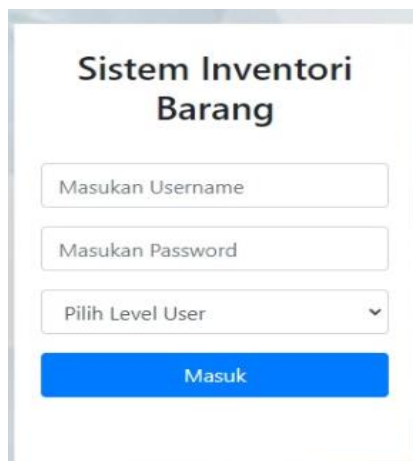 Sistem Inventori
Barang
Masukan Username
Masukan Password
Pilih Level User
Masuk